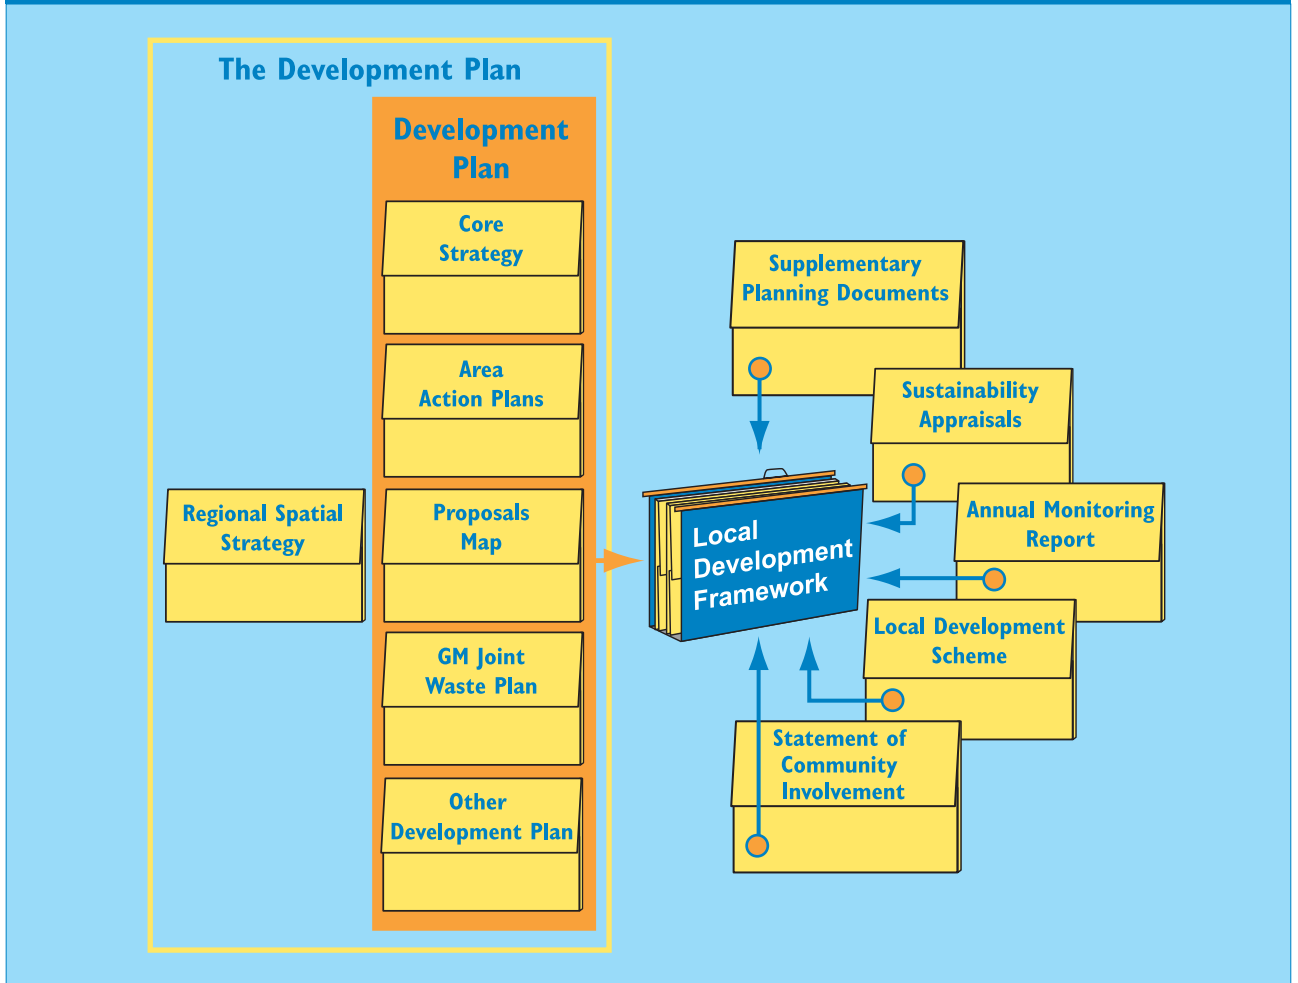 The Development Plan
Development
Plan
Core
Strategy
Area
Action Plans
Regional Spatial
Strategy
Proposals
Map
GM Joint
Waste Plan
Other
Development Plan
Supplementary
Planning Documents
Sustainability
Appraisals
Annual Monitoring
Report
Local
Development
Framework
Local Development
Scheme
Statement of
Community
Involvement